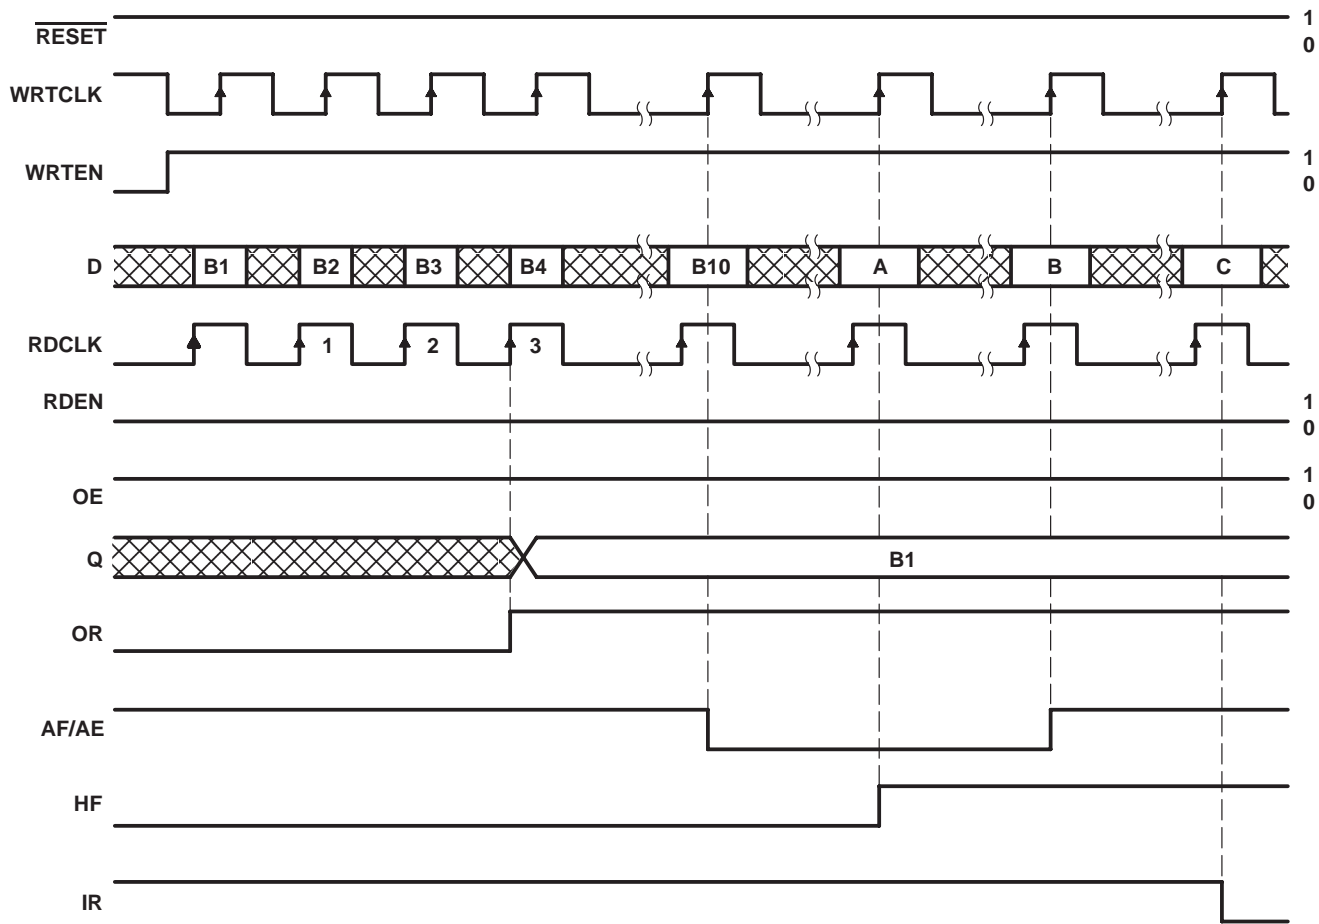 RESET
1
0
WRTCLK
WRTEN
1
0
D
B1
B2
B3
B4
B10
A
B
C
RDCLK
1
2
3
RDEN
1
0
OE
1
0
Q
B1
OR
AF/AE
HF
IR